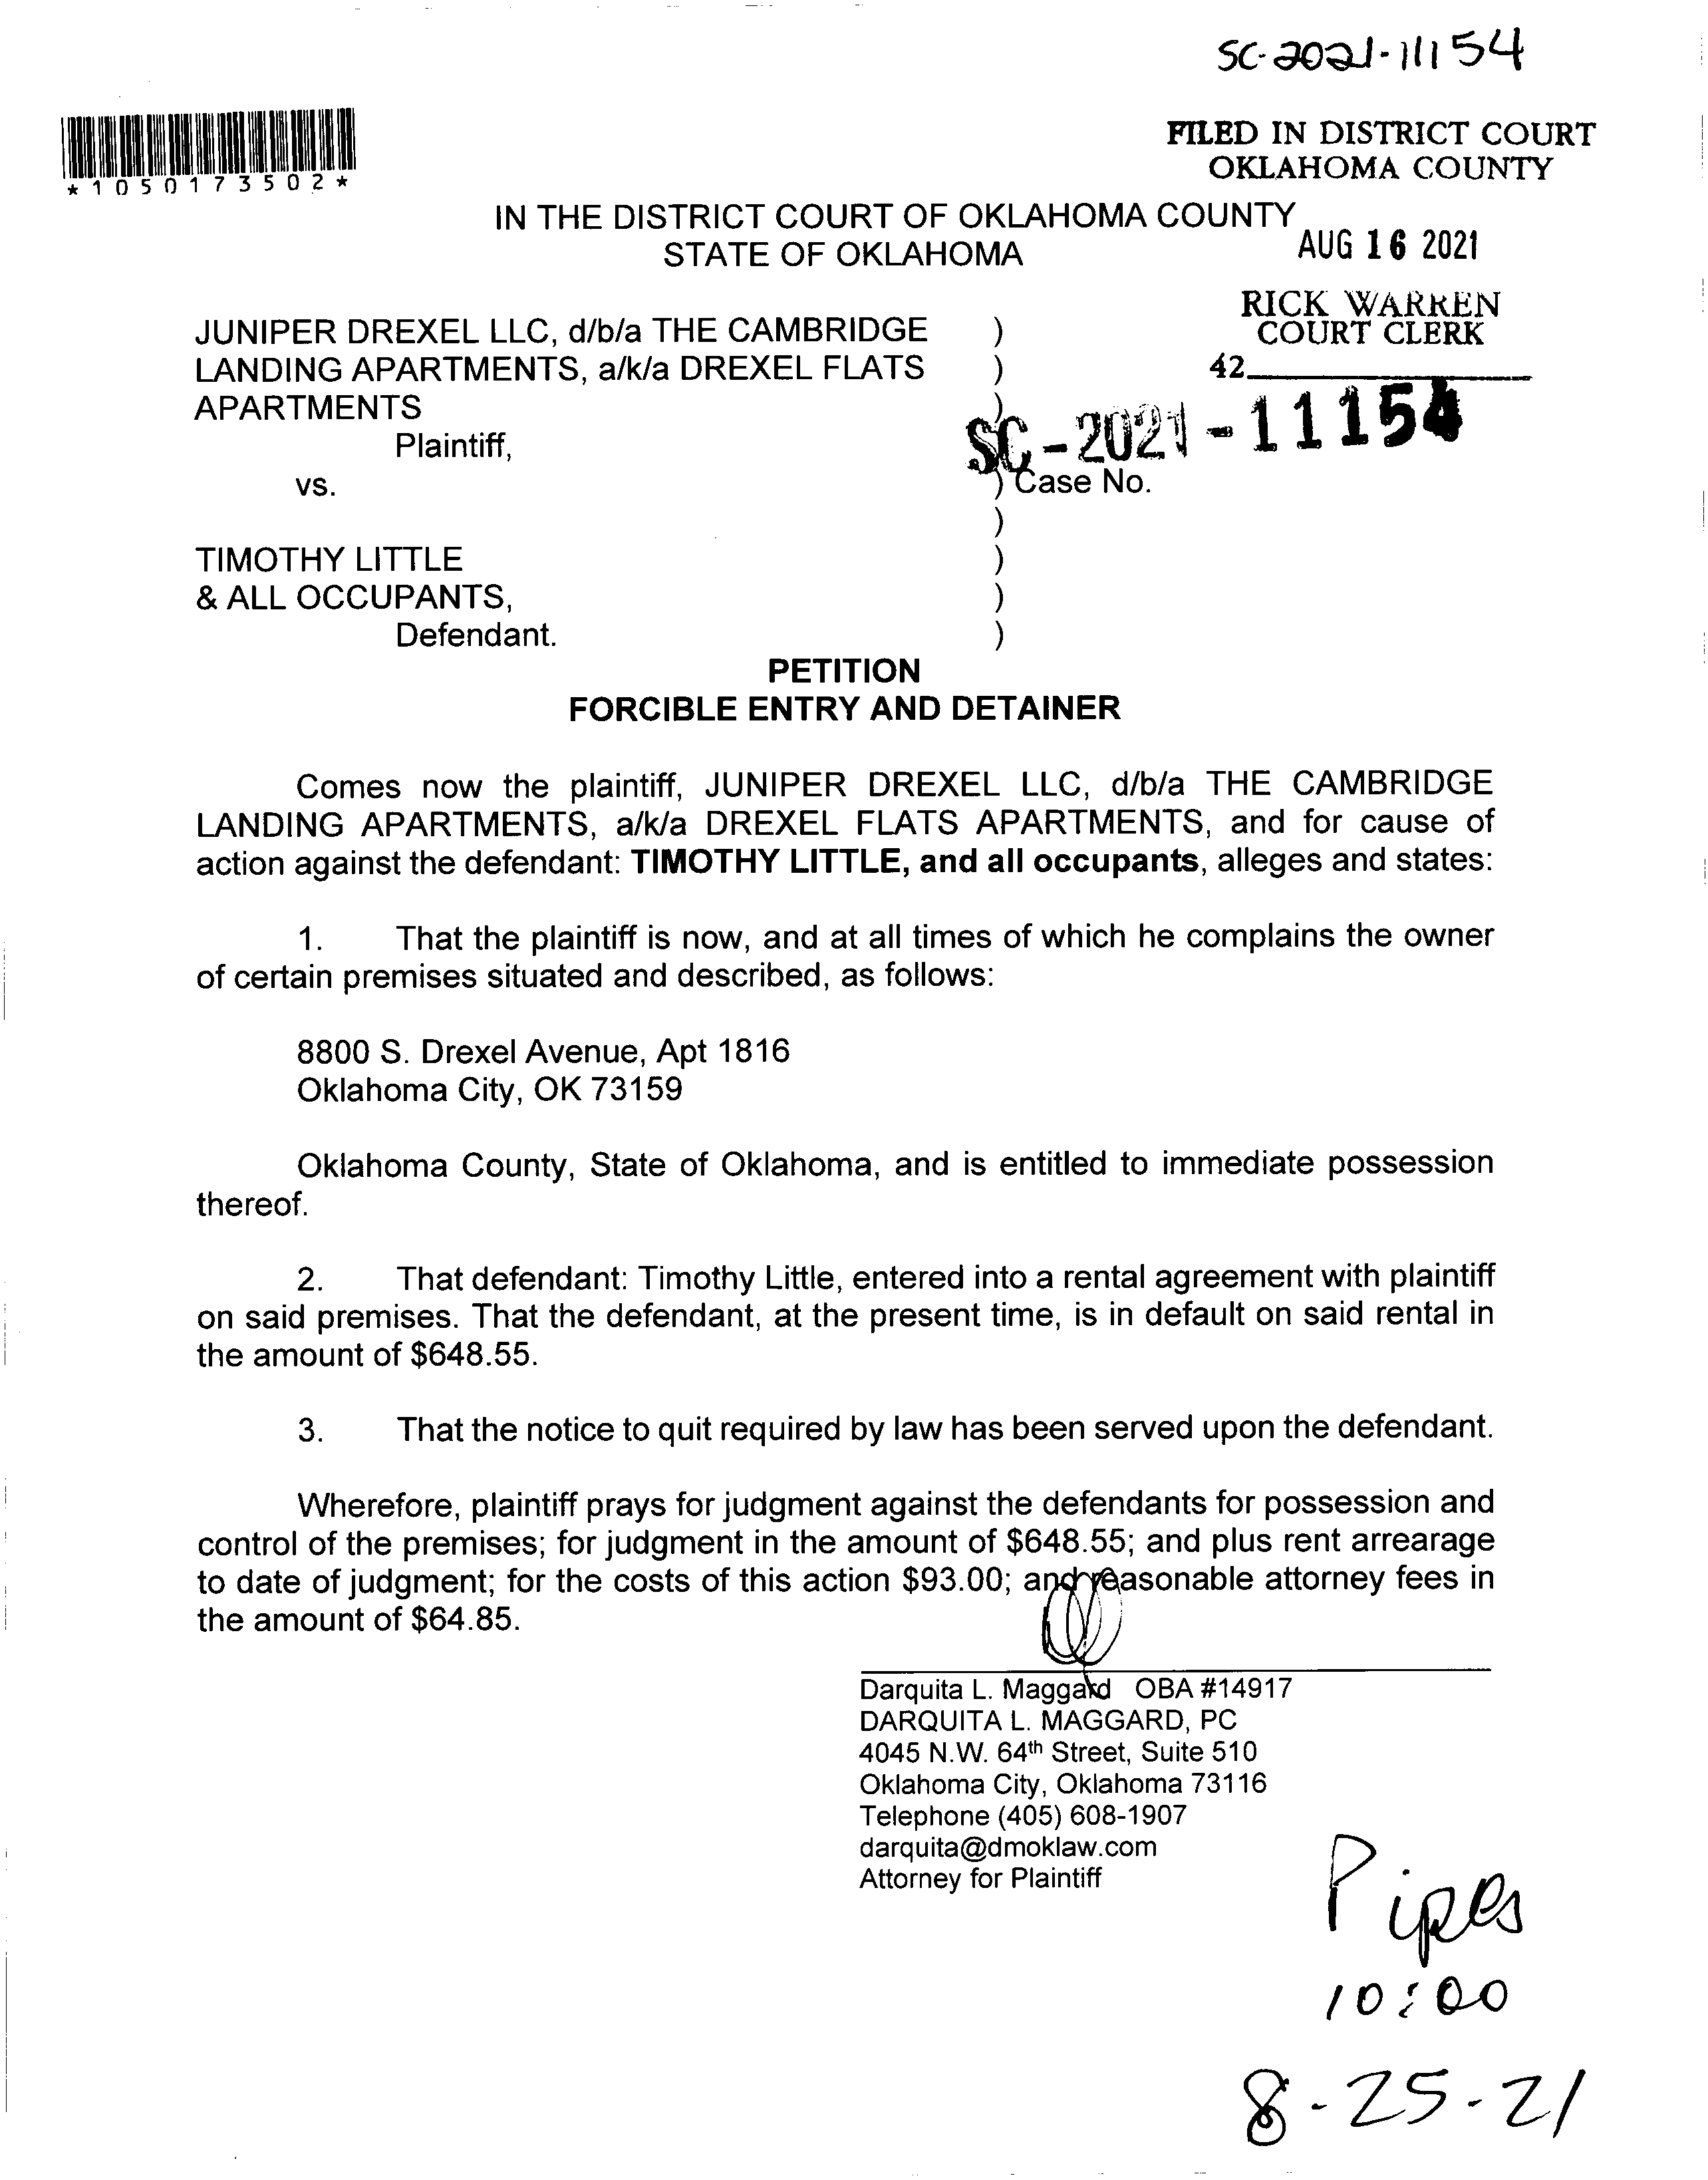 SC-2021-11154
*1050173502*
FILED IN DISTRICT COURT
OKLAHOMA COUNTY
IN THE DISTRICT COURT OF OKLAHOMA COUNTY
STATE OF OKLAHOMA
AUG 16 2021
RICK WARREN
COURT CLERK
42
JUNIPER DREXEL LLC, d/b/a THE CAMBRIDGE )
LANDING APARTMENTS, a/k/a DREXEL FLATS )
APARTMENTS )
Plaintiff,
SC-2021-11154
vs. ) Case No.
)
TIMOTHY LITTLE )
& ALL OCCUPANTS, )
Defendant. )
PETITION
FORCIBLE ENTRY AND DETAINER
Comes now the plaintiff, JUNIPER DREXEL LLC, d/b/a THE CAMBRIDGE
LANDING APARTMENTS, a/k/a DREXEL FLATS APARTMENTS, and for cause of
action against the defendant: TIMOTHY LITTLE, and all occupants, alleges and states:
1. That the plaintiff is now, and at all times of which he complains the owner
of certain premises situated and described, as follows:
8800 S. Drexel Avenue, Apt 1816
Oklahoma City, OK 73159
Oklahoma County, State of Oklahoma, and is entitled to immediate possession
thereof.
2. That defendant: Timothy Little, entered into a rental agreement with plaintiff
on said premises. That the defendant, at the present time, is in default on said rental in
the amount of $648.55.
3. That the notice to quit required by law has been served upon the defendant.
Wherefore, plaintiff prays for judgment against the defendants for possession and
control of the premises; for judgment in the amount of $648.55; and plus rent arrearage
to date of judgment; for the costs of this action $93.00; and reasonable attorney fees in
the amount of $64.85.
Darquita L. Maggard OBA #14917
DARQUITA L. MAGGARD, PC
4045 N.W. 64th Street, Suite 510
Oklahoma City, Oklahoma 73116
Telephone (405) 608-1907
darquita@dmoklaw.com
Attorney for Plaintiff
Pipes
10:00
8-25-21